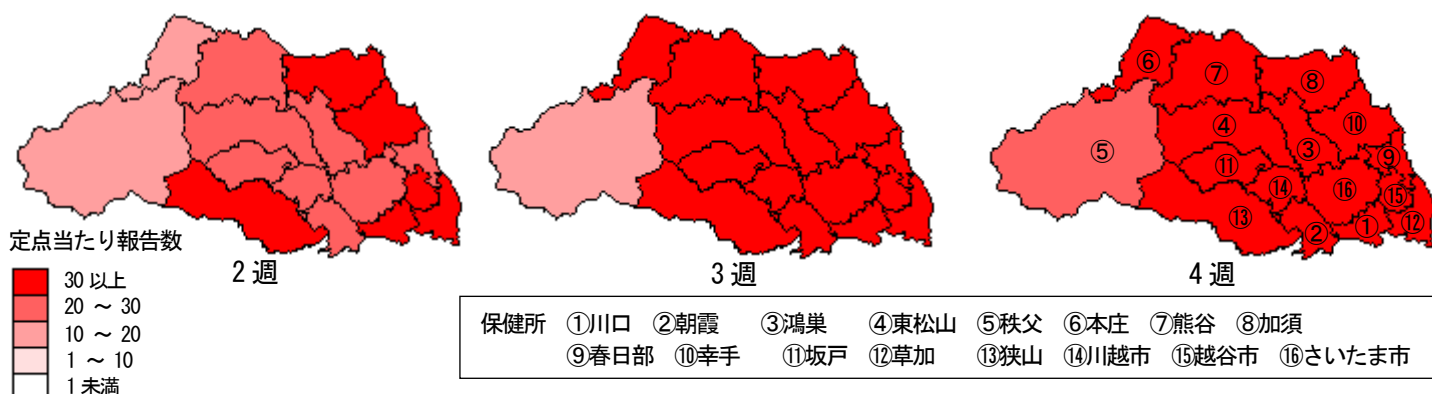 ⑥
⑦
⑧
④
⑩
⑤
③
⑨
⑪
⑭
⑯
⑮
⑬
②
①
⑫
定点当たり報告数
2週
3週
4週
30 以上
20 ~ 30
10 ~ 20
1 ~ 10
1 未満
保健所 ①川口 ②朝霞 ③鴻巣 ④東松山 ⑤秩父 ⑥本庄 ⑦熊谷 ⑧加須
⑨春日部 ⑩幸手 ⑪坂戸 ⑫草加 ⑬狭山 ⑭川越市 ⑮越谷市 ⑯さいたま市